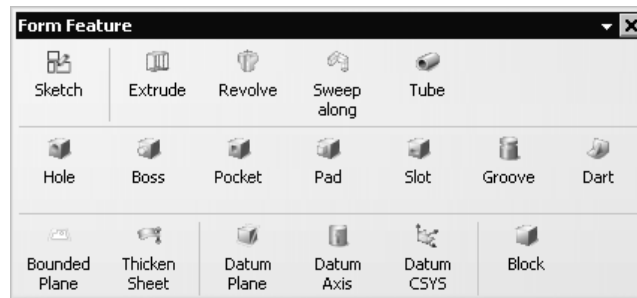 Form Feature
Sketch Extrude Revolve Sweep along Tube
Hole Boss Pocket Pad Slot Groove Dart
Bounded Plane Thicken Sheet Datum Plane Datum Axis Datum CSYS Block